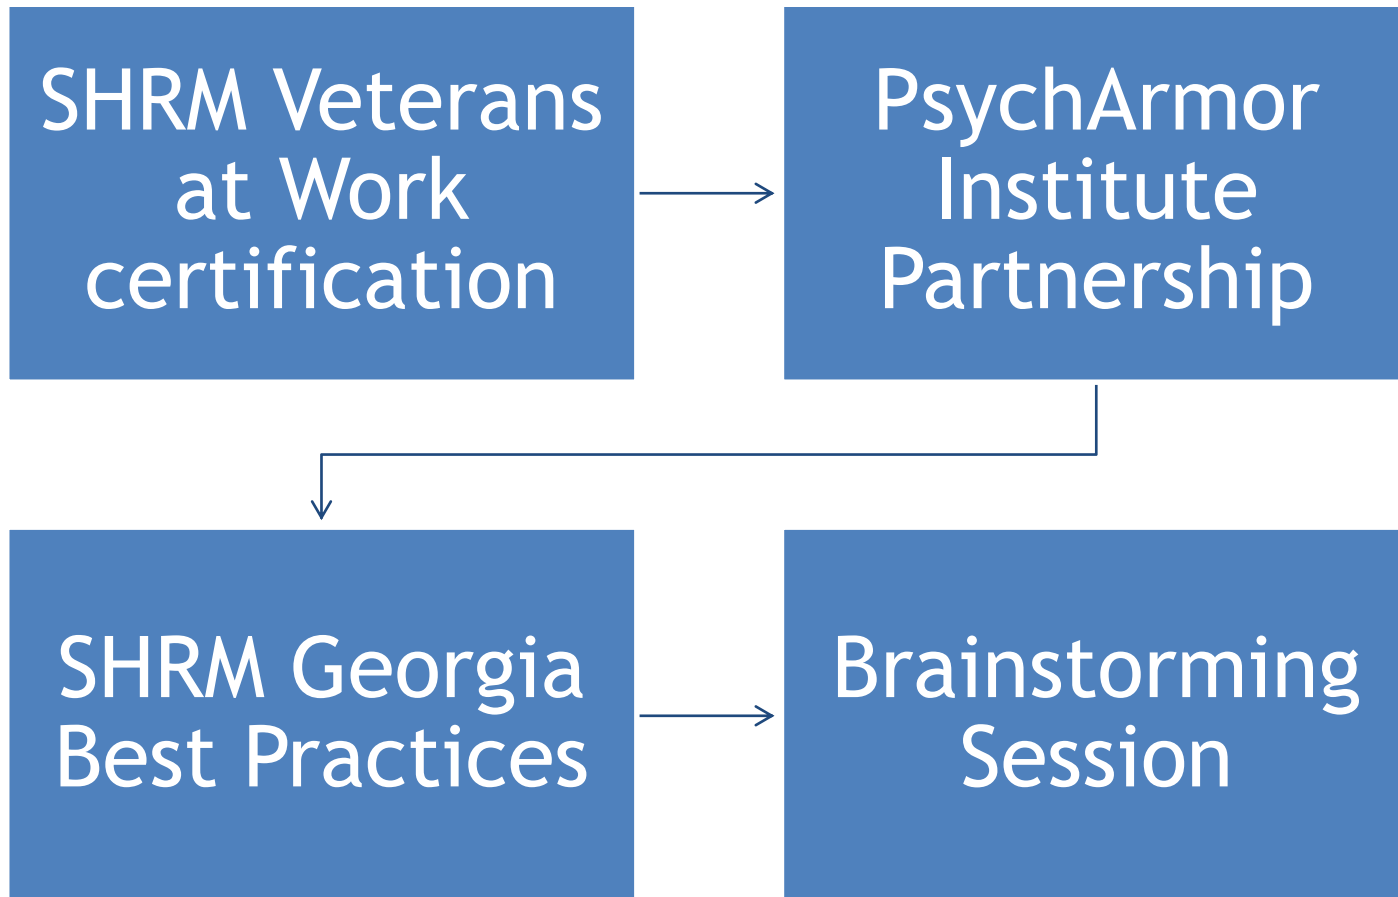 SHRM Veterans
at Work
certification
PsychArmor
Institute
Partnership
SHRM Georgia
Best Practices
Brainstorming
Session